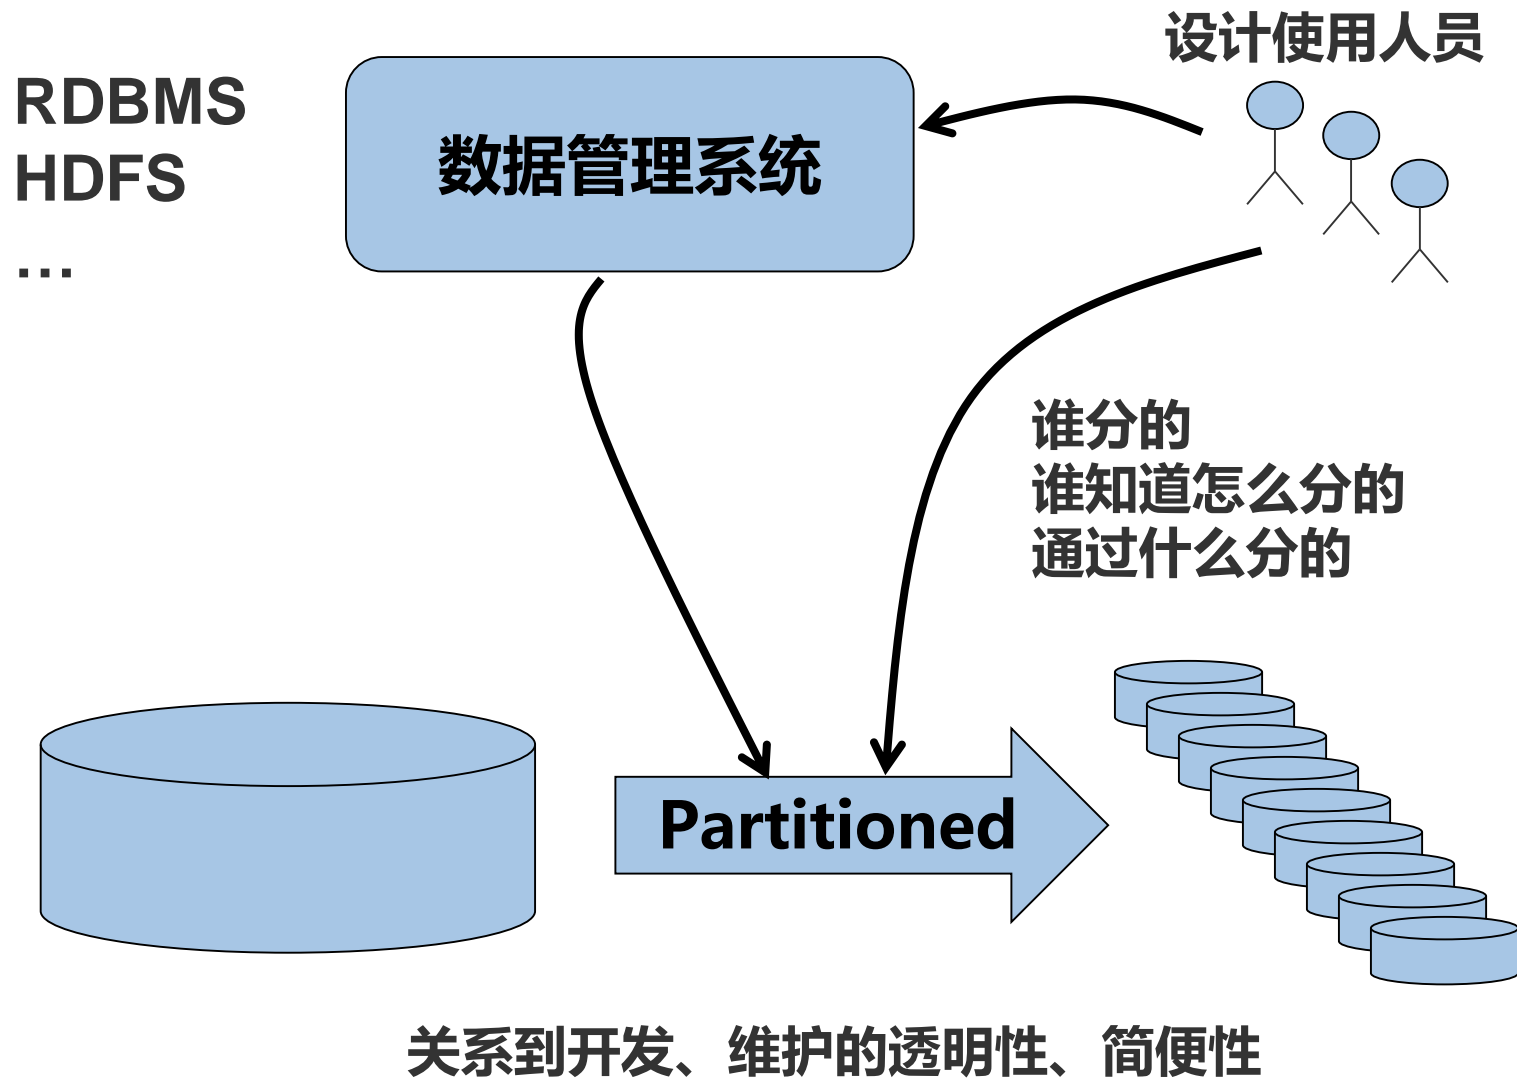 设计使用人员
RDBMS
HDFS
…
数据管理系统
谁分的
谁知道怎么分的
通过什么分的
Partitioned
关系到开发、维护的透明性、简便性